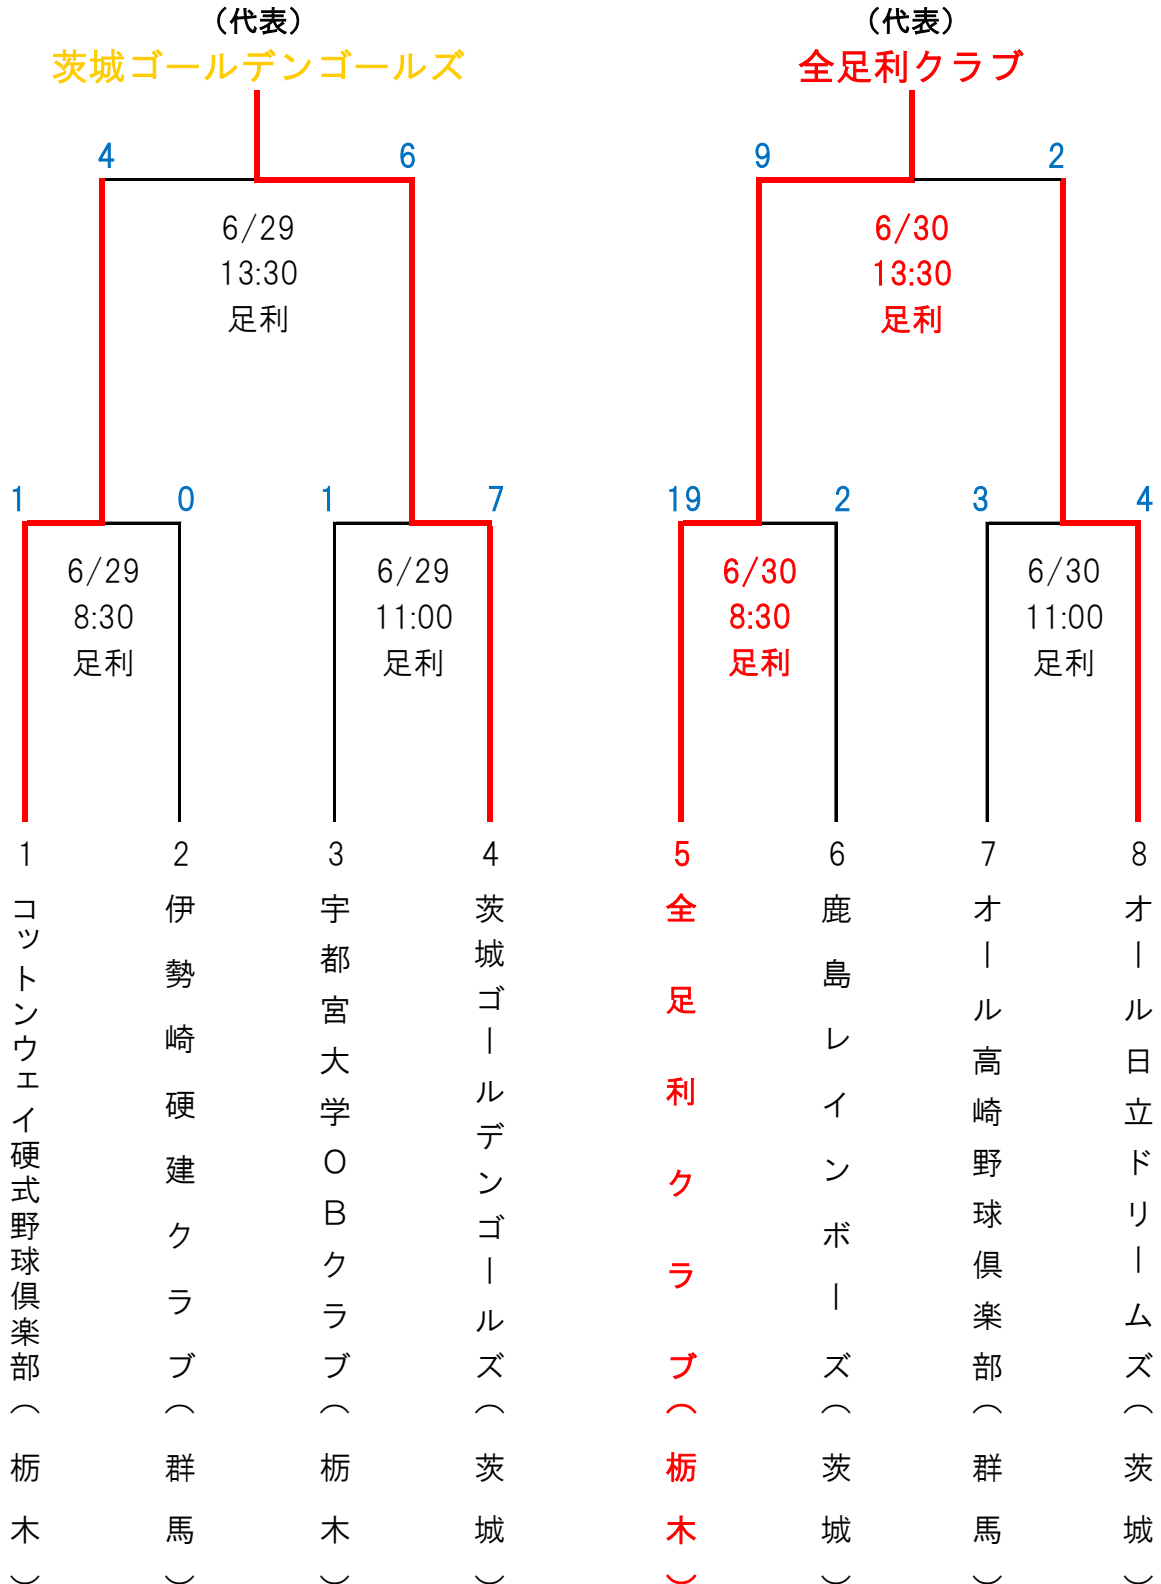 （代表）
茨城ゴールデンゴールズ
4
6
6/29
13:30
足利
1
0
1
7
6/29
8:30
足利
6/29
11:00
足利
（代表）
全足利クラブ
9
2
6/30
13:30
足利
19
2
3
4
6/30
8:30
足利
6/30
11:00
足利
1
コットンウェイ硬式野球倶楽部（栃木）
2
伊勢崎硬建クラブ（群馬）
3
宇都宮大学ＯＢクラブ（栃木）
4
茨城ゴールデンゴールズ（茨城）
5
全足利クラブ（栃木）
6
鹿島レインボーズ（茨城）
7
オール高崎野球倶楽部（群馬）
8
オール日立ドリームズ（茨城）